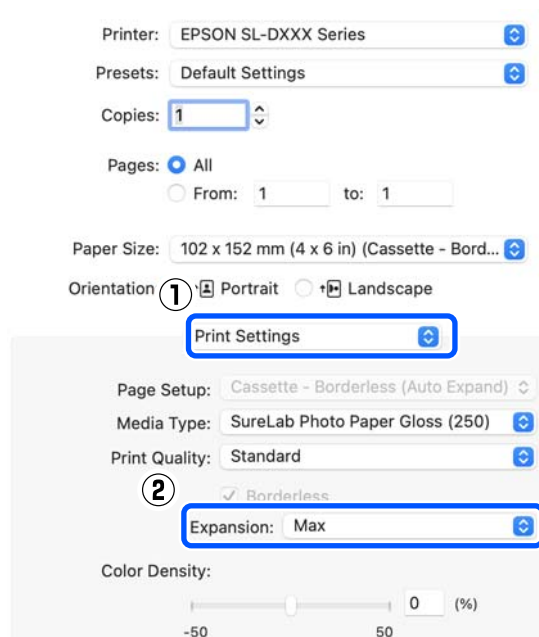 Printer: EPSON SL-DXXX Series
Presets: Default Settings
Copies: 1
Pages: All
From: 1 to: 1
Paper Size: 102 x 152 mm (4 x 6 in) (Cassette - Bord...
Orientation ① Portrait Landscape
Print Settings
Page Setup: Cassette - Borderless (Auto Expand)
Media Type: SureLab Photo Paper Gloss (250)
Print Quality: Standard
② Borderless
Expansion: Max
Color Density:
0 (%)
-50 50